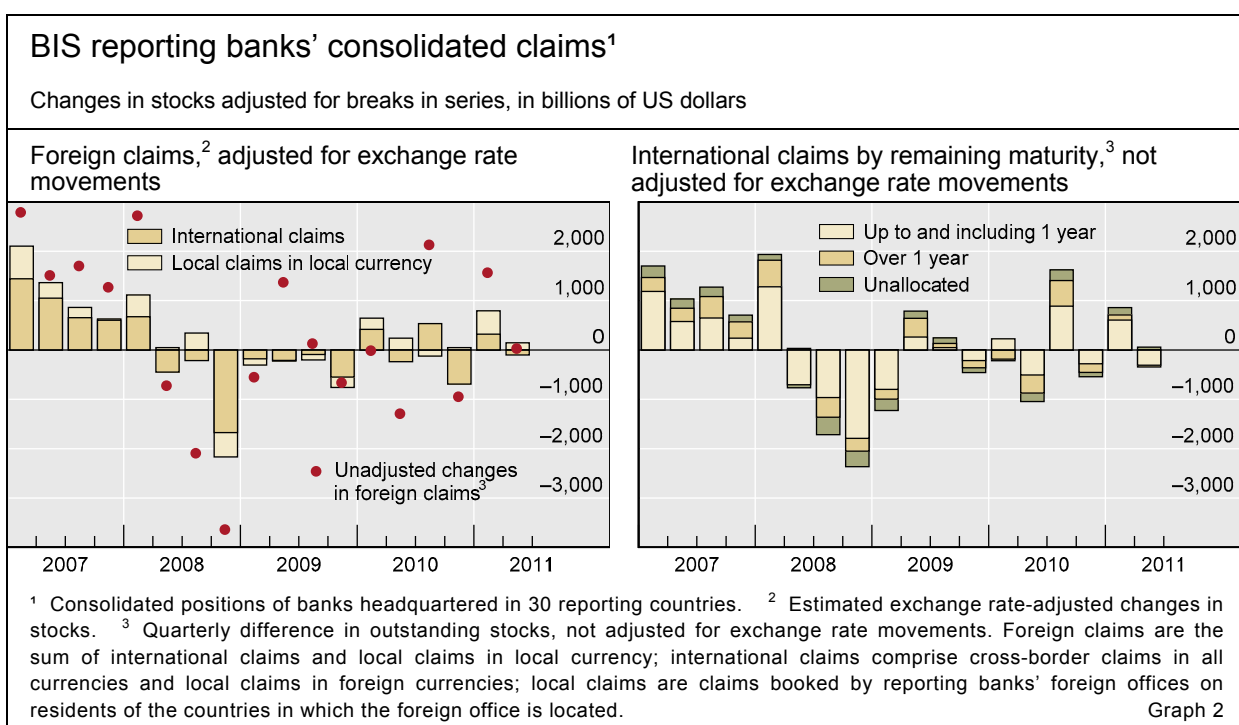 BIS reporting banks’ consolidated claims¹
Changes in stocks adjusted for breaks in series, in billions of US dollars
Foreign claims,² adjusted for exchange rate
movements
International claims
Local claims in local currency
2,000
1,000
0
–1,000
–2,000
–3,000
Unadjusted changes
in foreign claims³
2007
2008
2009
2010
2011
International claims by remaining maturity,³ not
adjusted for exchange rate movements
Up to and including 1 year
Over 1 year
Unallocated
2,000
1,000
0
–1,000
–2,000
–3,000
2007
2008
2009
2010
2011
¹ Consolidated positions of banks headquartered in 30 reporting countries. ² Estimated exchange rate-adjusted changes in
stocks. ³ Quarterly difference in outstanding stocks, not adjusted for exchange rate movements. Foreign claims are the
sum of international claims and local claims in local currency; international claims comprise cross-border claims in all
currencies and local claims in foreign currencies; local claims are claims booked by reporting banks’ foreign offices on
residents of the countries in which the foreign office is located.
Graph 2